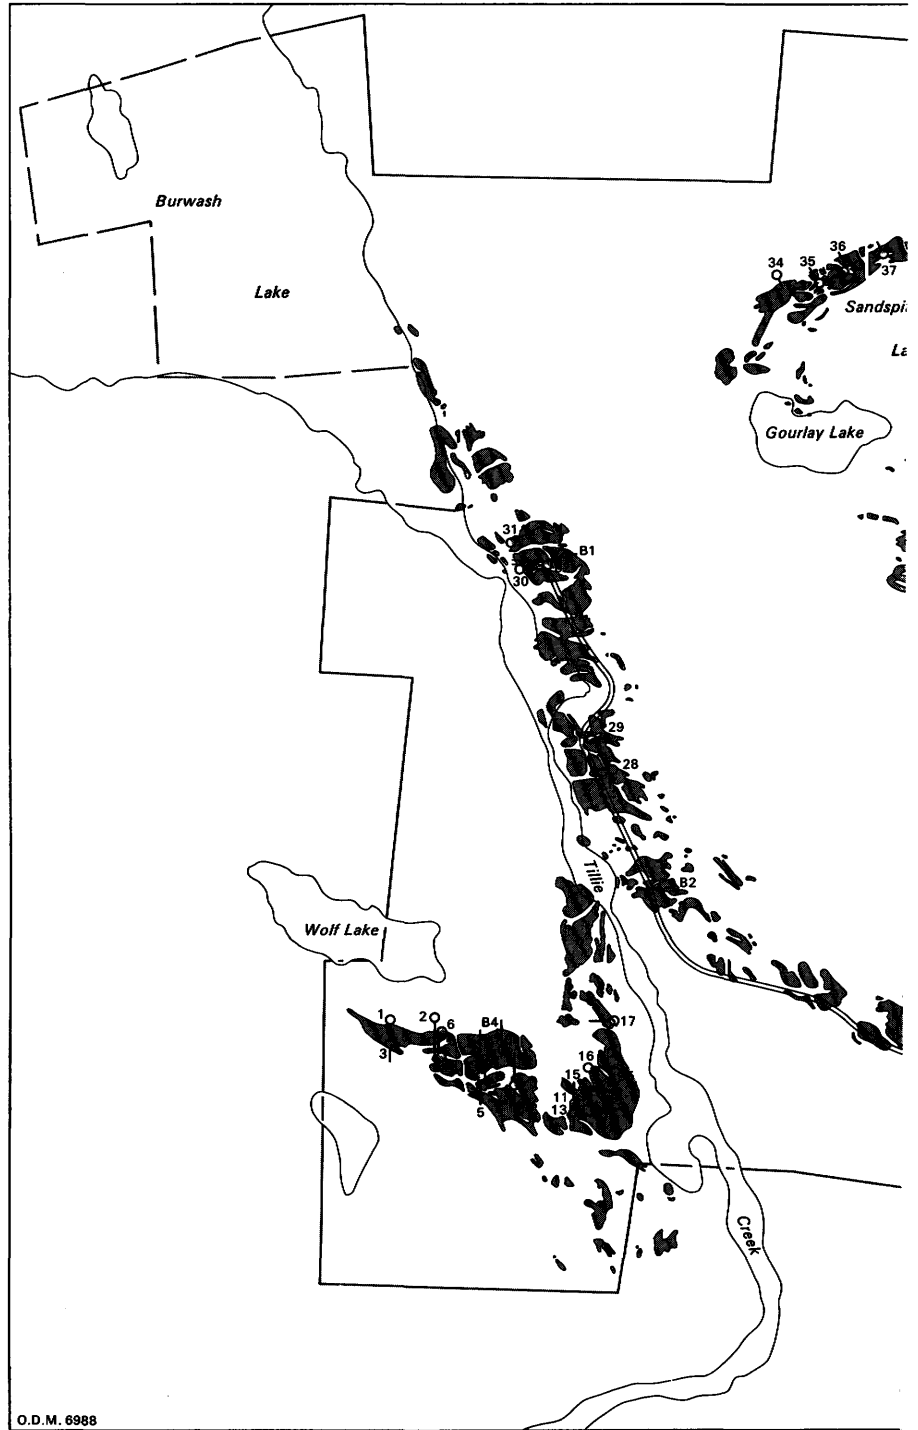 Burwash
Lake
34
35
36
37
Sandspi
La
Gourlay Lake
31
B1
30
29
28
Tillie
B2
Wolf Lake
1
2
6
B4
17
3
16
15
11
5
13
Creek
O.D.M. 6988